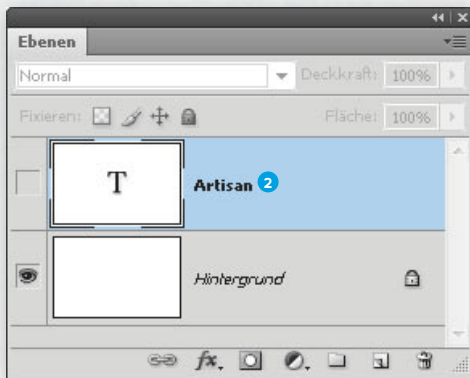 Ebenen
Normal Deckkraft: 100%
Fixieren: Fläche: 100%
T Artisan 2
Hintergrund
fx.